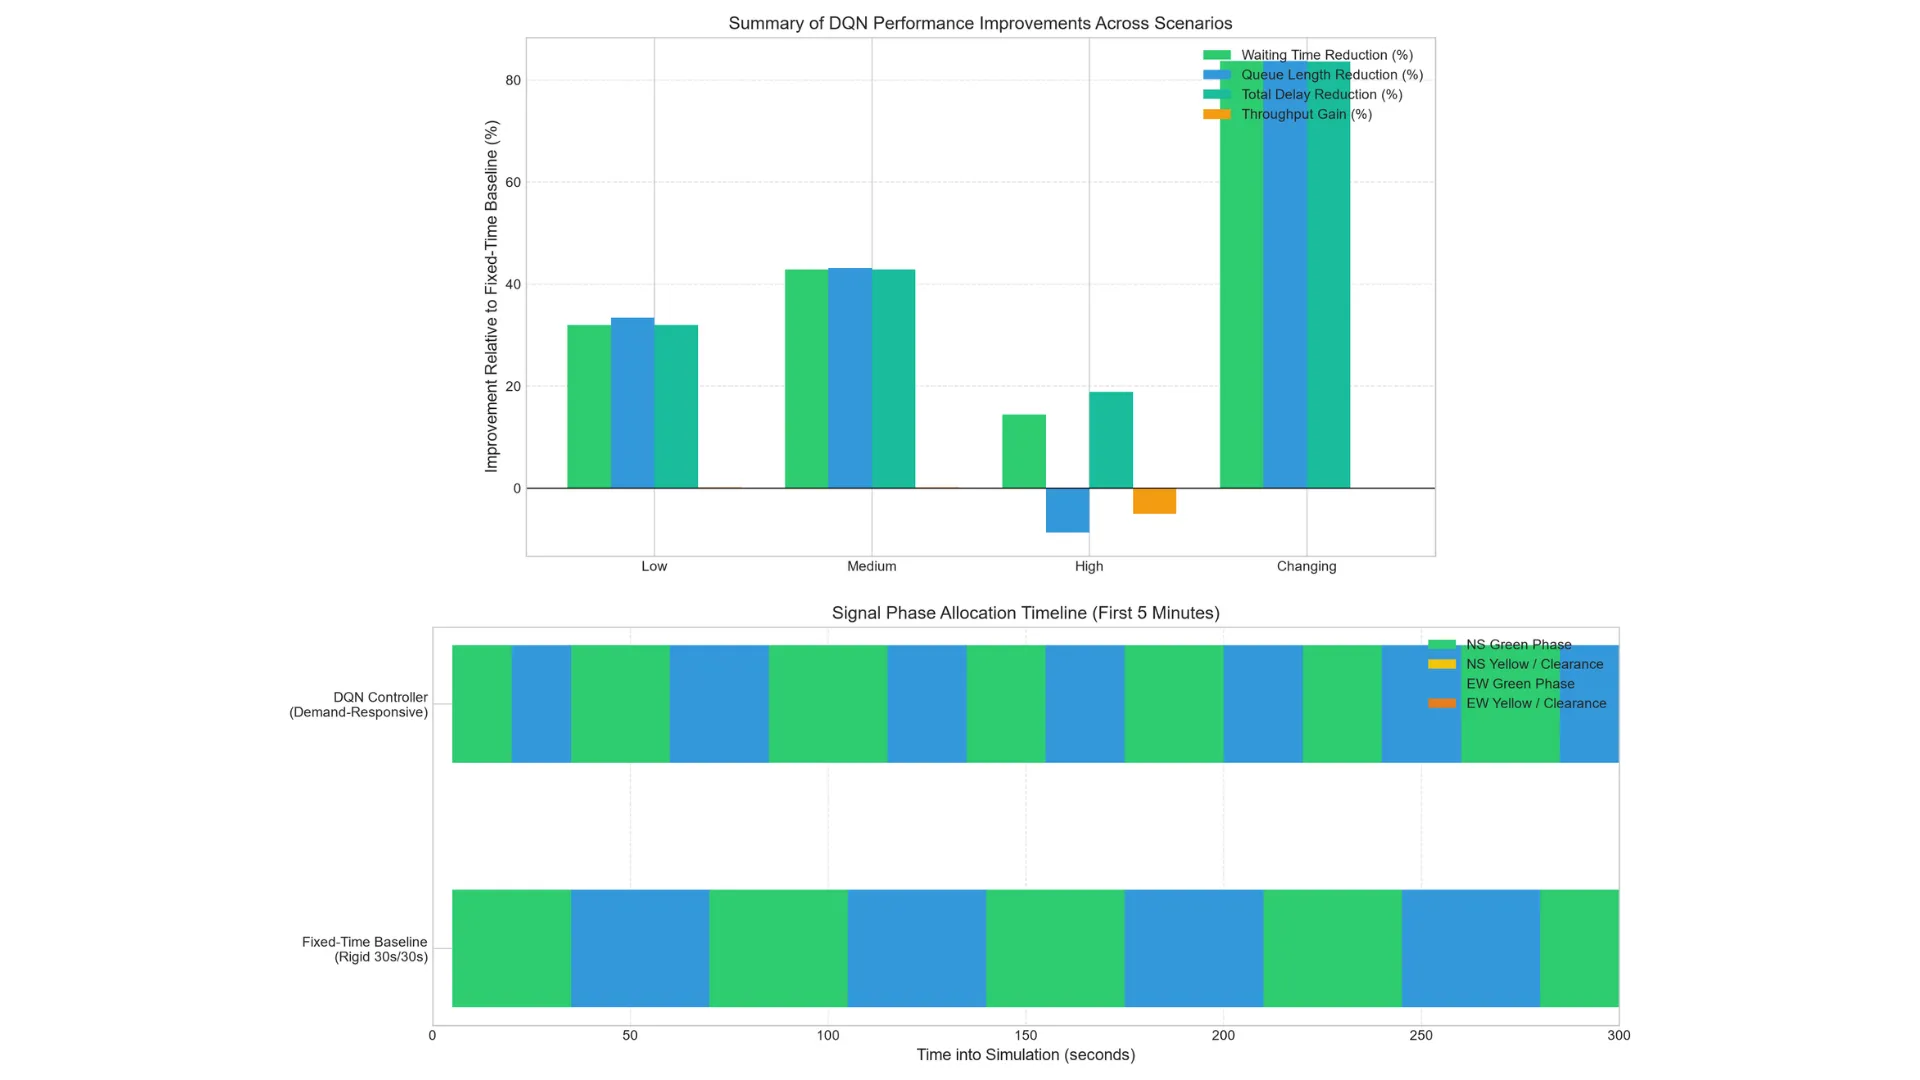 Summary of DQN Performance Improvements Across Scenarios
Improvement Relative to Fixed-Time Baseline (%)
80
60
40
20
0
Waiting Time Reduction (%)
Queue Length Reduction (%)
Total Delay Reduction (%)
Throughput Gain (%)
Low
Medium
High
Changing
Signal Phase Allocation Timeline (First 5 Minutes)
DQN Controller
(Demand-Responsive)
Fixed-Time Baseline
(Rigid 30s/30s)
NS Green Phase
NS Yellow / Clearance
EW Green Phase
EW Yellow / Clearance
0
50
100
150
200
250
300
Time into Simulation (seconds)